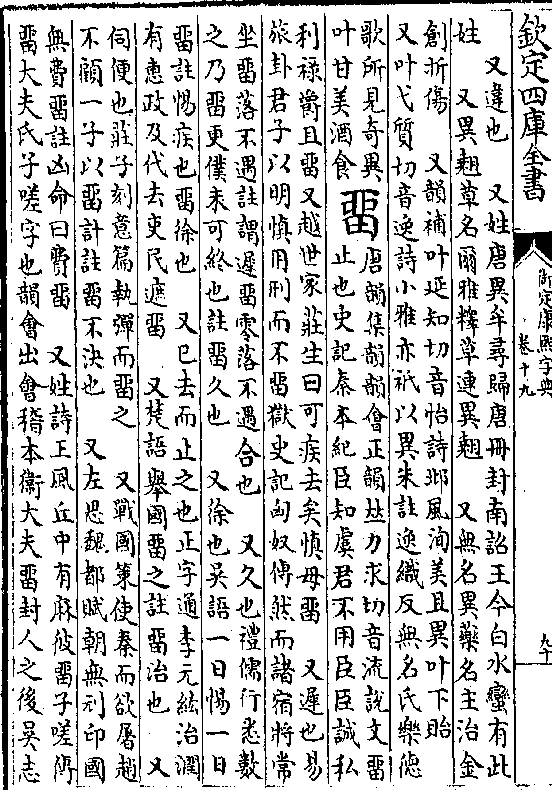 欽定四庫全書
御定康熙字典
卷十九
又違也 又姓唐異牟尋歸唐冊封南詔王今白水蠻有此
姓 又異翹草名爾雅釋草連異翹 又無名異藥名主治金
創折傷 又韻補叶延知切音怡詩邶風洵美且異叶下貽
又叶弋質切音逸詩小雅亦祇以異朱註逸織反無名氏樂德
歌所見奇異
叶甘美酒食 畱 唐韻集韻韻會正韻𠀤力求切音流說文畱
止也史記秦本紀臣知虞君不用臣臣誠私
利祿爵且畱又越世家莊生曰可疾去矣慎毋畱 又遲也易
旅卦君子以明慎用刑而不畱獄史記匈奴傳然而諸宿將常
坐畱落不遇註謂遲畱零落不遇合也 又久也禮儒行悉數
之乃畱更僕未可終也註畱久也 又徐也吳語一日惕一日
畱註惕疾也畱徐也 又已去而止之也正字通李元紘治潤
有惠政及代去吏民遮畱 又楚語舉國畱之註畱治也 又
伺便也莊子刻意篇執彈而畱之 又戰國策使秦而欲屠趙
不顧一子以畱計註畱不決也 又左思魏都賦朝無刓印國
無費畱註凶命曰費畱 又姓詩王風丘中有麻彼畱子嗟傳
畱大夫氏子嗟字也韻會出會稽本衞大夫畱封人之後吳志